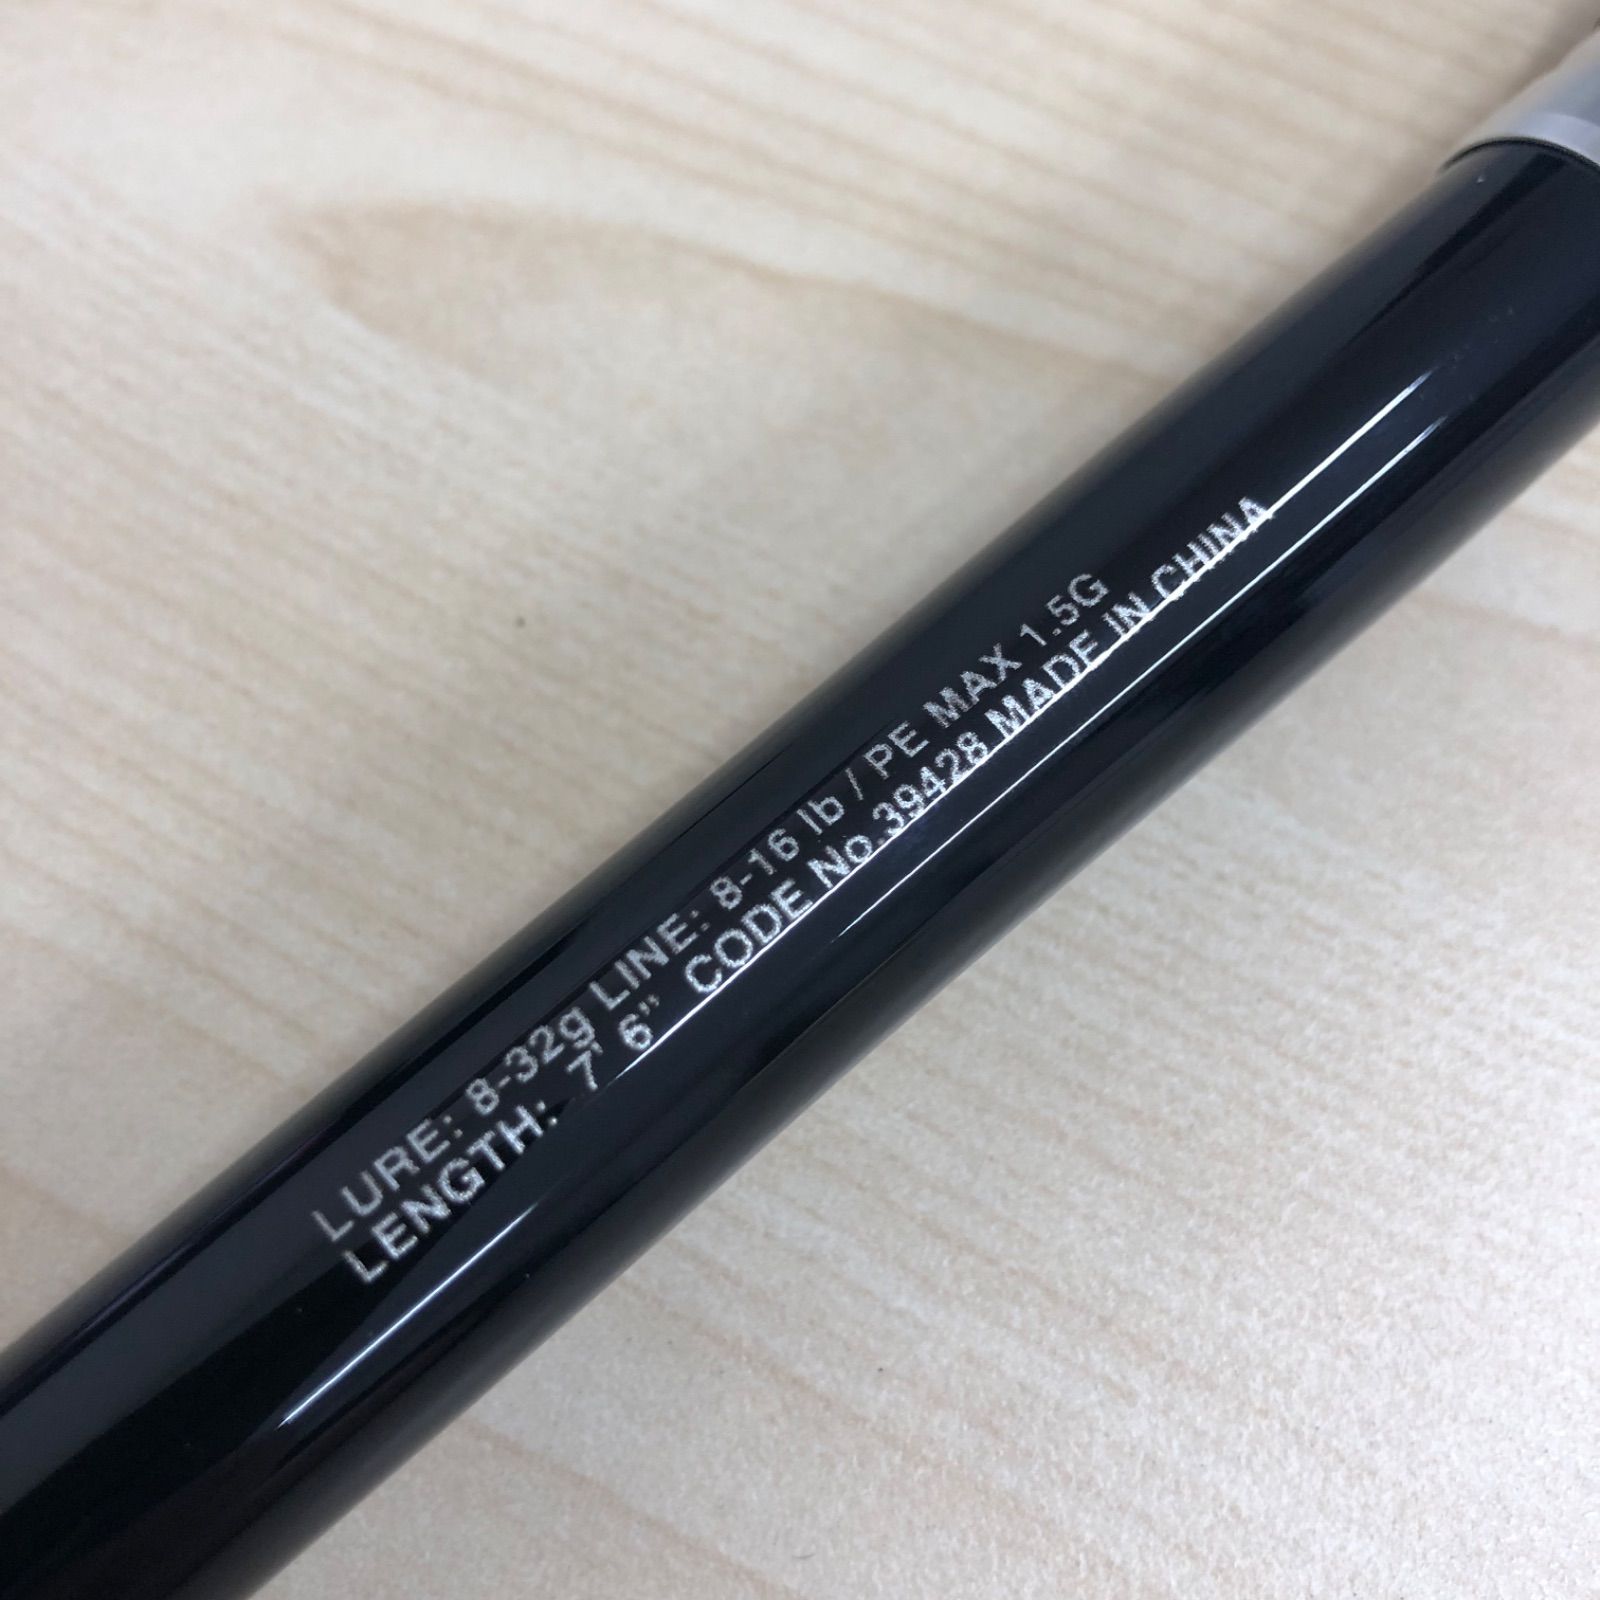 LURE: 8-32g LINE: 8-16 lb / PE MAX 1.5G
LENGTH: 7' 6" CODE No.39428 MADE IN CHINA